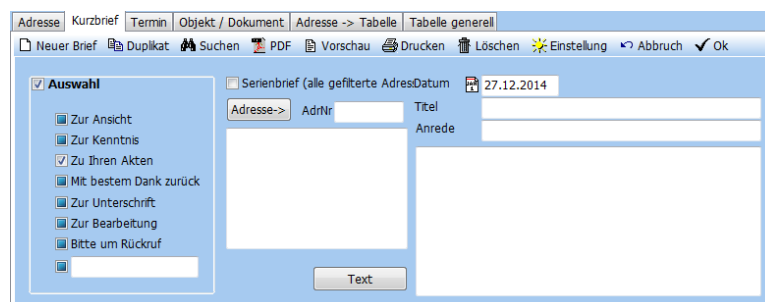 Adresse Kurzbrief Termin Objekt / Dokument Adresse -> Tabelle Tabelle generell
Neuer Brief Duplikat Suchen PDF Vorschau Drucken Löschen Einstellung Abbruch Ok
Auswahl
Zur Ansicht
Zur Kenntnis
Zu Ihren Akten
Mit bestem Dank zurück
Zur Unterschrift
Zur Bearbeitung
Bitte um Rückruf
Serienbrief (alle gefilterte Adres
Datum 27.12.2014
Adresse-> AdrNr
Titel
Anrede
Text